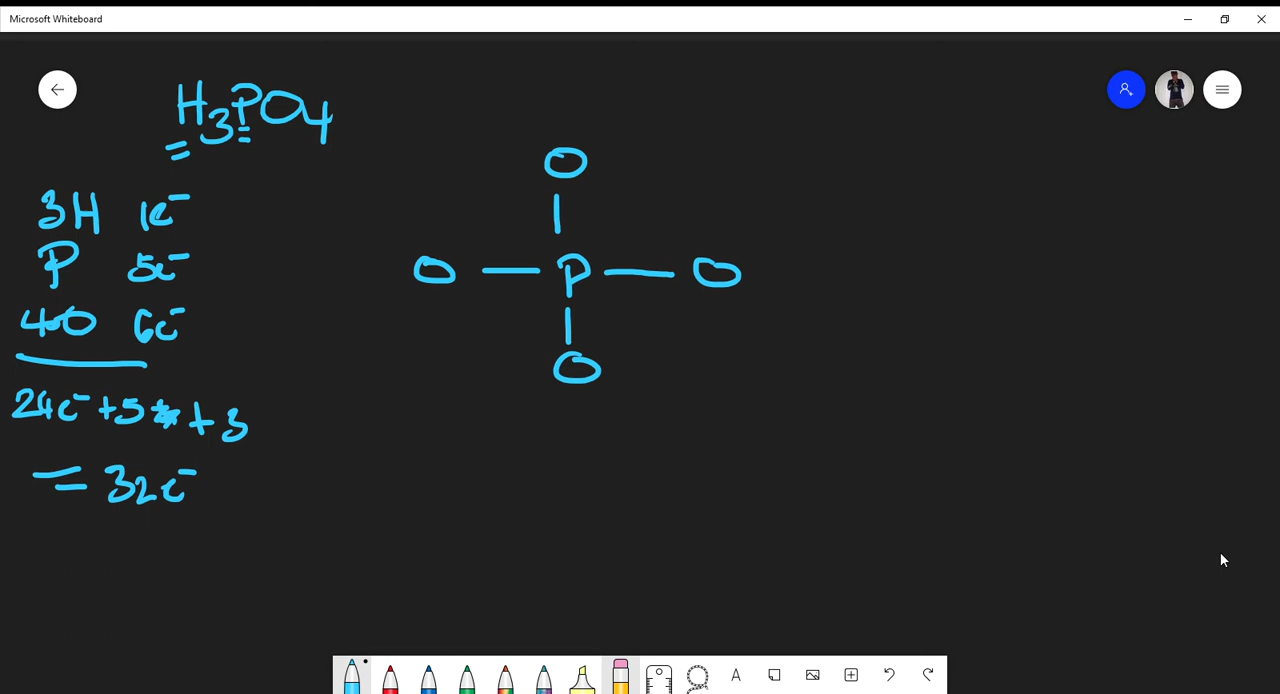 Microsoft Whiteboard
H3PO4
3H 1e⁻
P 5e⁻
4O 6e⁻
24e⁻ + 5 + 3
= 32e⁻
O
O — P — O
O
A